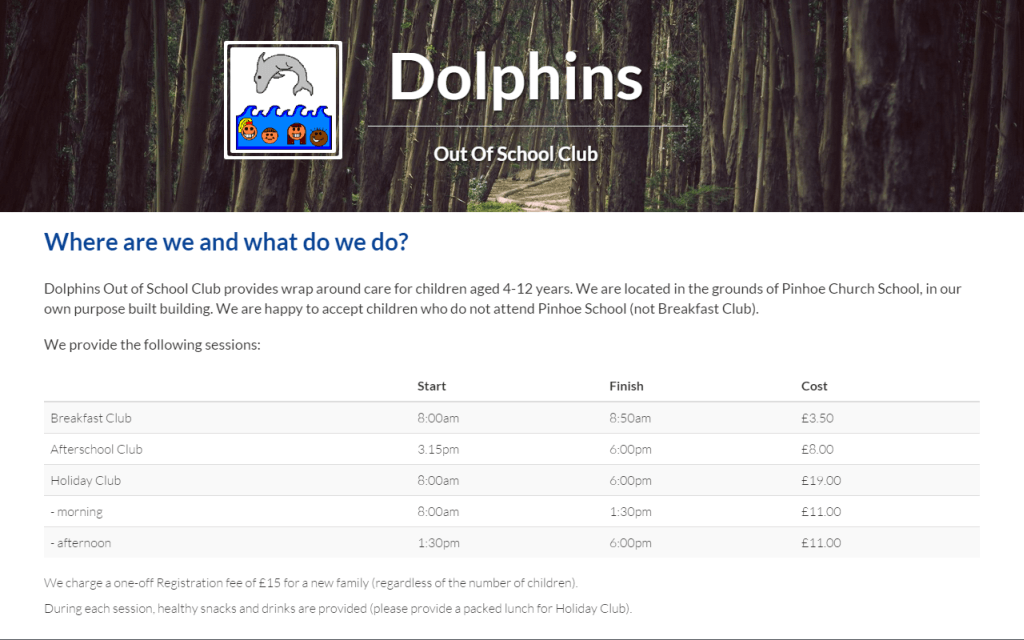 Dolphins
Out Of School Club
Where are we and what do we do?
Dolphins Out of School Club provides wrap around care for children aged 4-12 years. We are located in the grounds of Pinhoe Church School, in our
own purpose built building. We are happy to accept children who do not attend Pinhoe School (not Breakfast Club).
We provide the following sessions:
Start Finish Cost
Breakfast Club 8:00am 8:50am £3.50
Afterschool Club 3.15pm 6:00pm £8.00
Holiday Club 8:00am 6:00pm £19.00
- morning 8:00am 1:30pm £11.00
- afternoon 1:30pm 6:00pm £11.00
We charge a one-off Registration fee of £15 for a new family (regardless of the number of children).
During each session, healthy snacks and drinks are provided (please provide a packed lunch for Holiday Club).